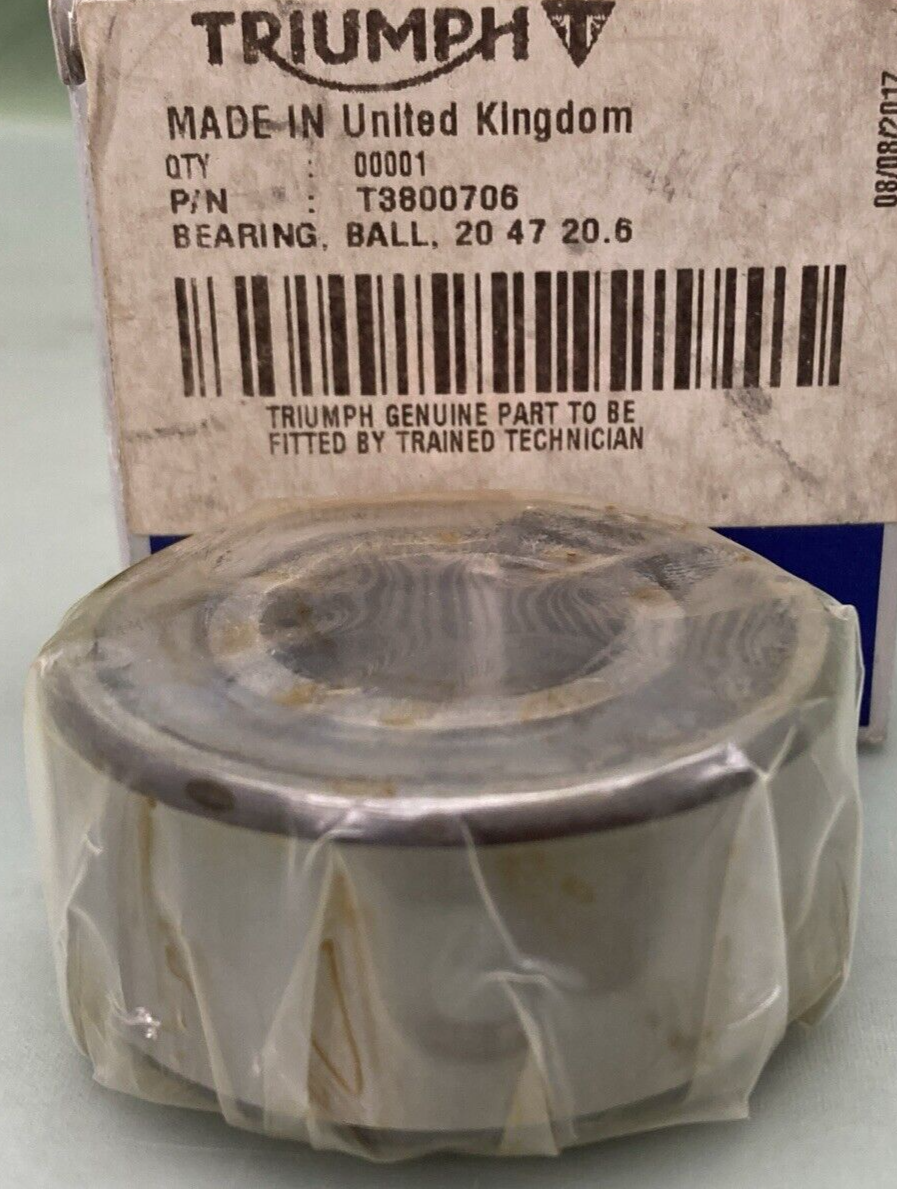 TRIUMPH
MADE IN United Kingdom
QTY : 00001
P/N : T3800706
BEARING, BALL, 20 47 20.6
TRIUMPH GENUINE PART TO BE
FITTED BY TRAINED TECHNICIAN
08/08/2017